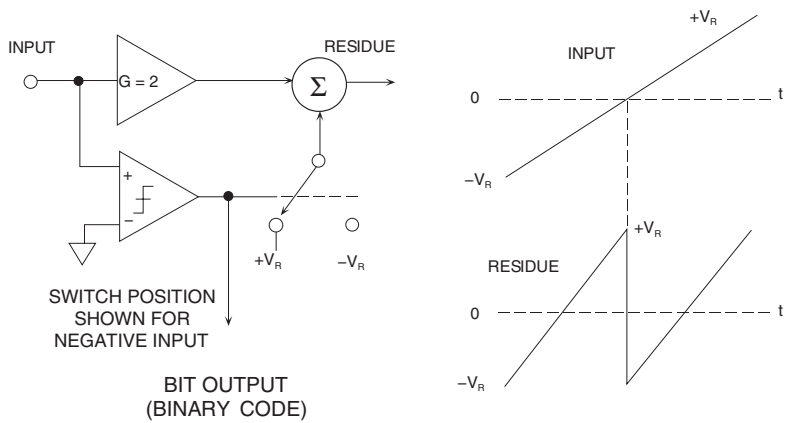 INPUT
G = 2
RESIDUE
Σ
+
−
+V_R
−V_R
SWITCH POSITION
SHOWN FOR
NEGATIVE INPUT
BIT OUTPUT
(BINARY CODE)
+V_R
INPUT
0
t
−V_R
+V_R
RESIDUE
0
t
−V_R